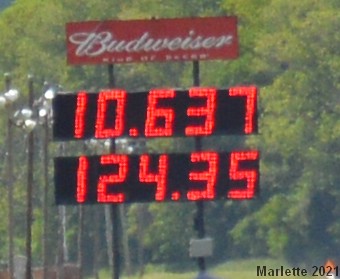 Budweiser
KING OF BEERS
10.637
124.35
Marlette 2021